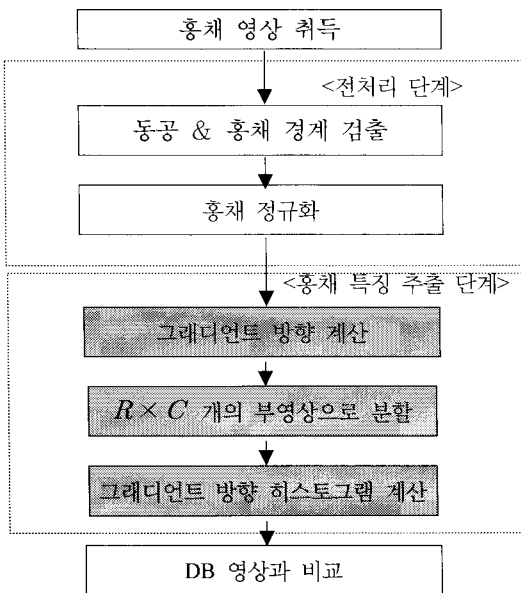 홍채 영상 취득
<전처리 단계>
동공 & 홍채 경계 검출
홍채 정규화
<홍채 특징 추출 단계>
그래디언트 방향 계산
R × C 개의 부영상으로 분할
그래디언트 방향 히스토그램 계산
DB 영상과 비교